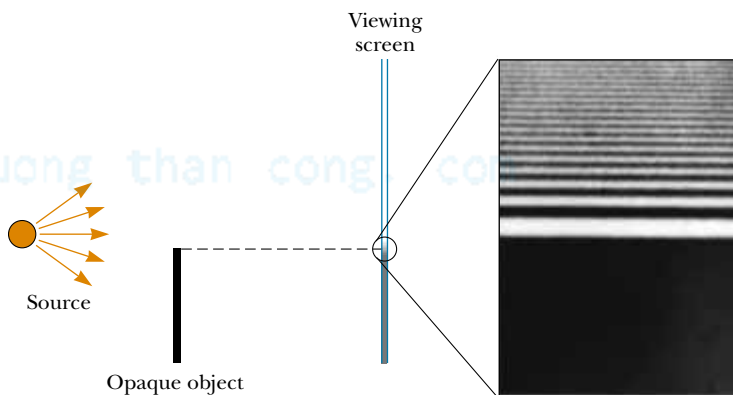 Viewing
screen
uong than cong. com
Source
Opaque object